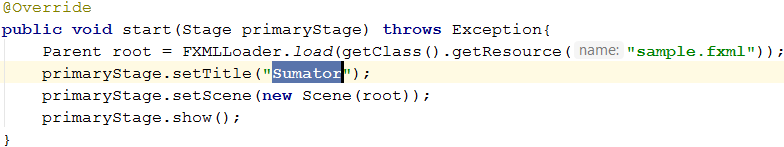 @Override
public void start(Stage primaryStage) throws Exception{
Parent root = FXMLLoader.load(getClass().getResource( name: "sample.fxml"));
primaryStage.setTitle("Sumator");
primaryStage.setScene(new Scene(root));
primaryStage.show();
}